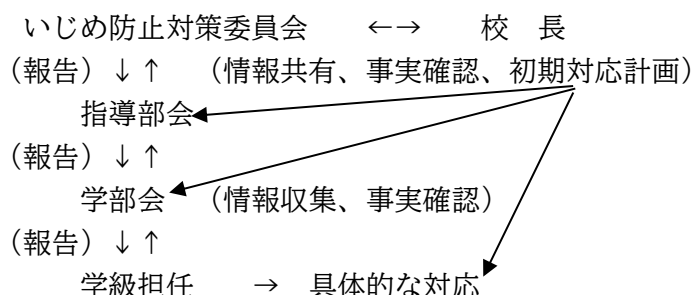 いじめ防止対策委員会 ←→ 校 長
（報告）↓↑ （情報共有、事実確認、初期対応計画）
指導部会
（報告）↓↑
学部会 （情報収集、事実確認）
（報告）↓↑
学級担任 → 具体的な対応